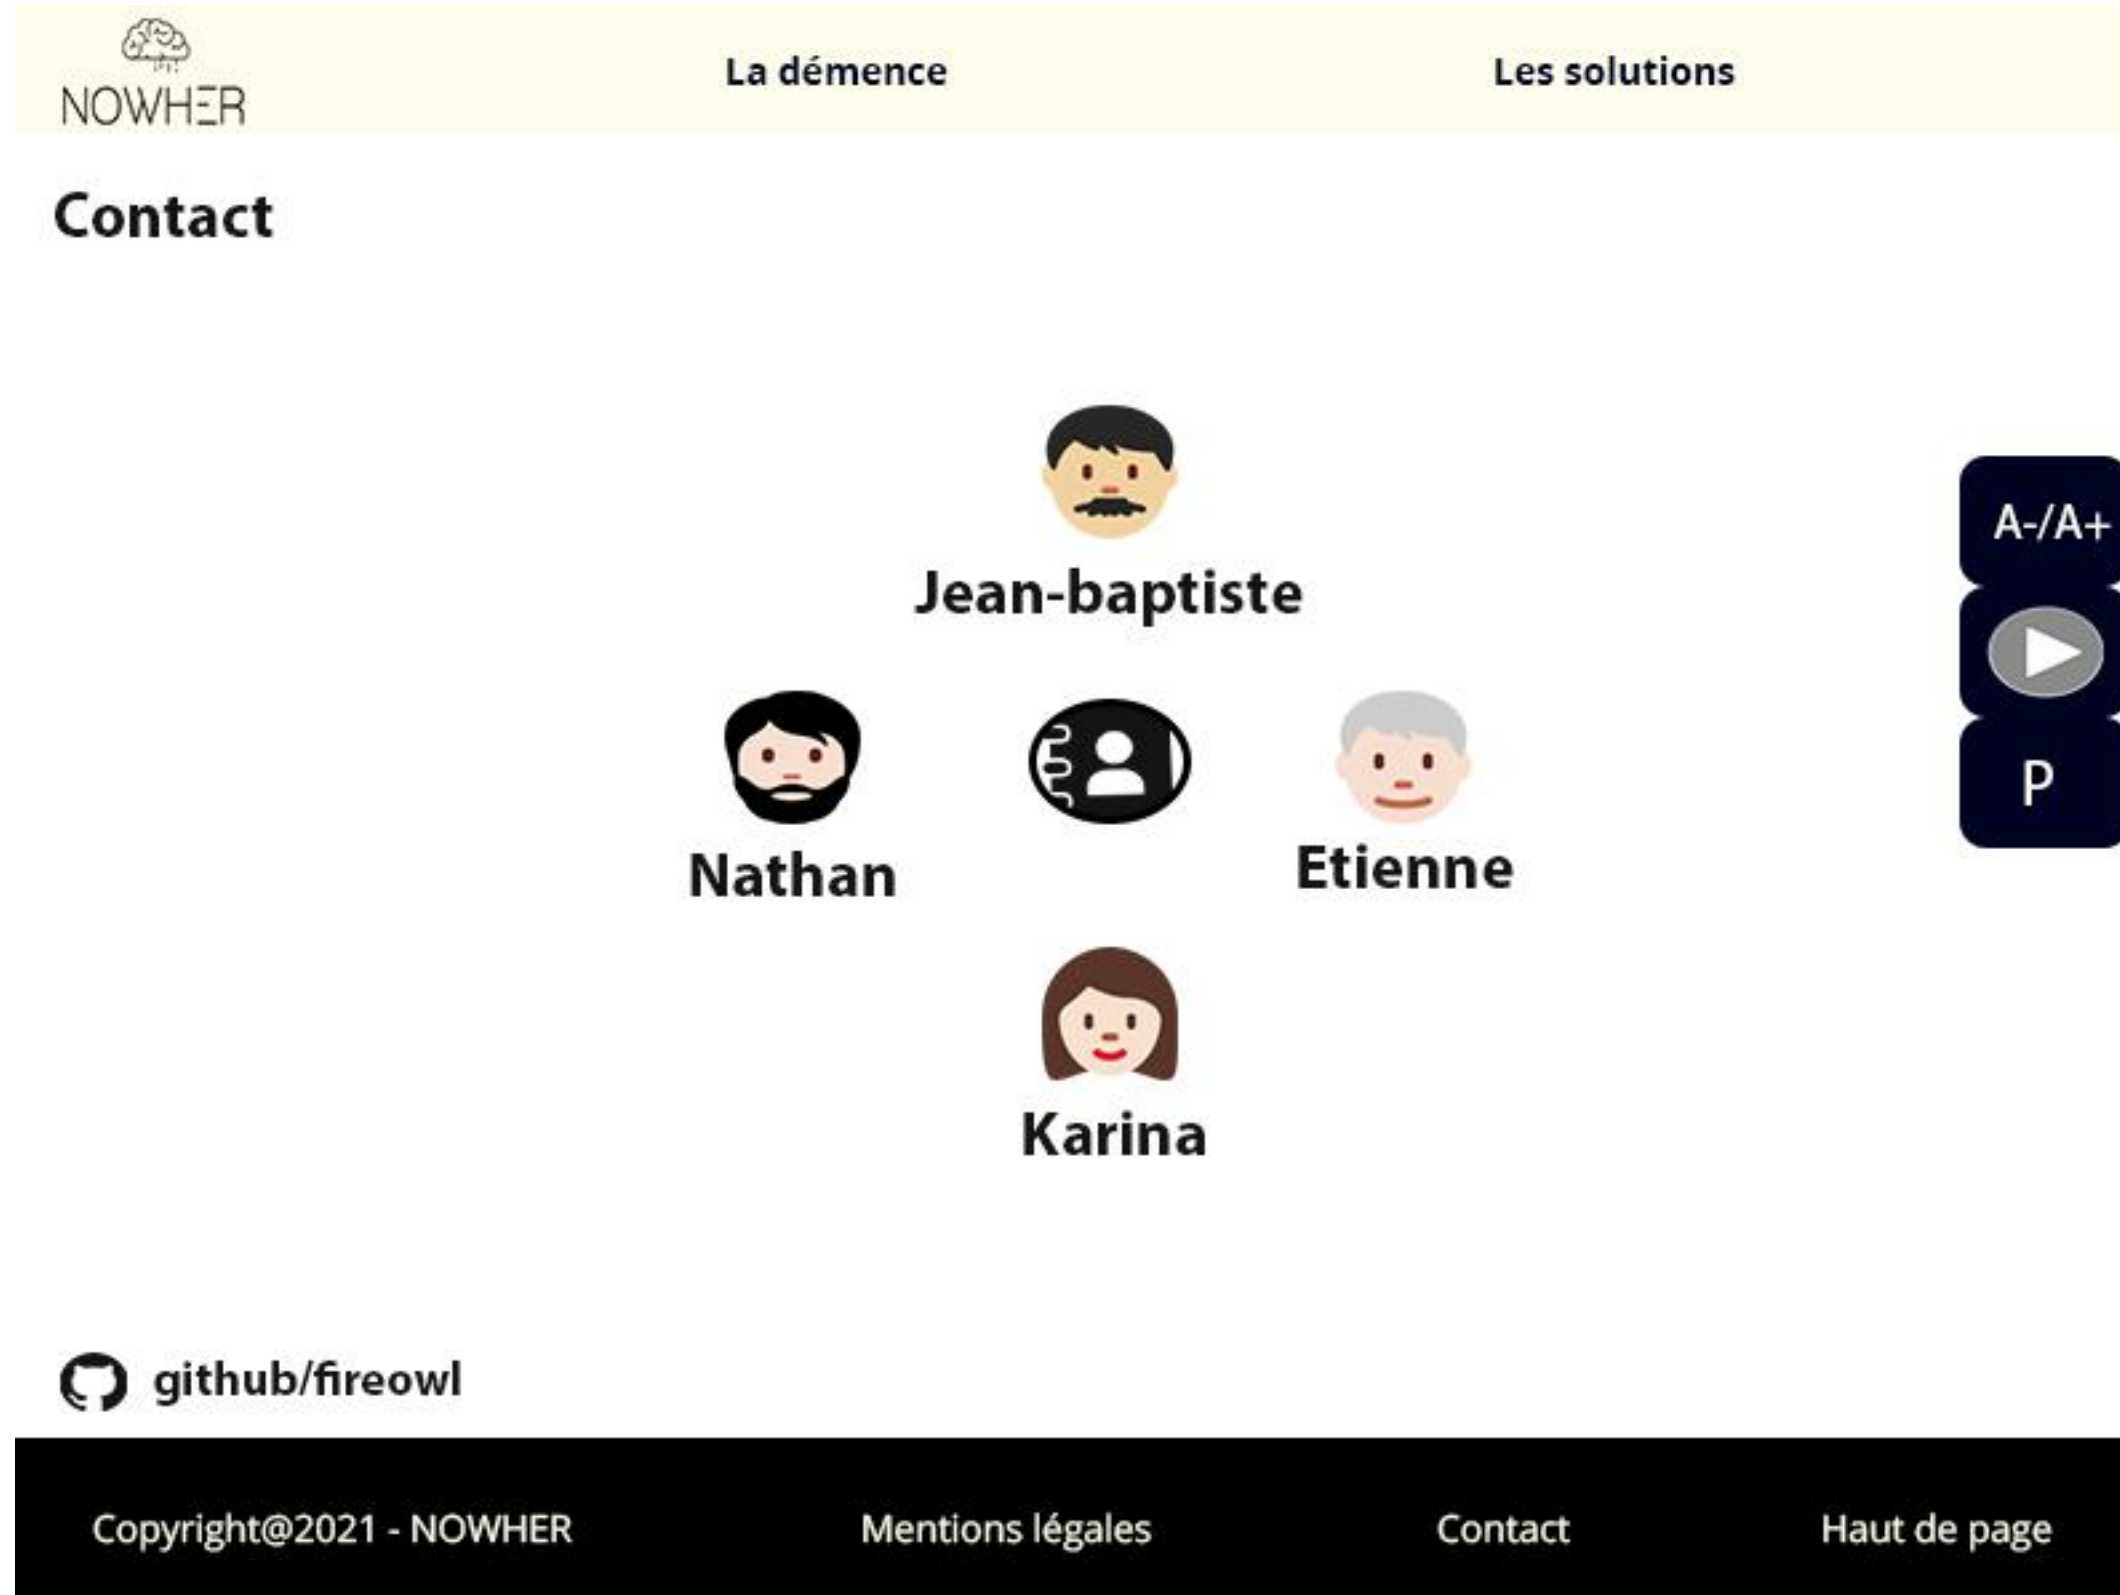 NOWHER
La démence
Les solutions
Contact
Jean-baptiste
A-/A+
Nathan
Etienne
P
Karina
github/fireowl
Copyright@2021 - NOWHER
Mentions légales
Contact
Haut de page